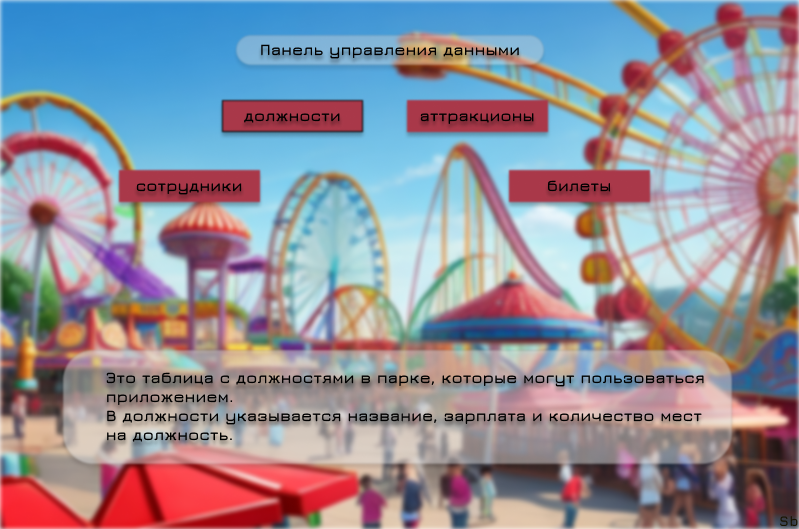 Панель управления данными
должности
аттракционы
сотрудники
билеты
Это таблица с должностями в парке, которые могут пользоваться
приложением.
В должности указывается название, зарплата и количество мест
на должность.
Sb